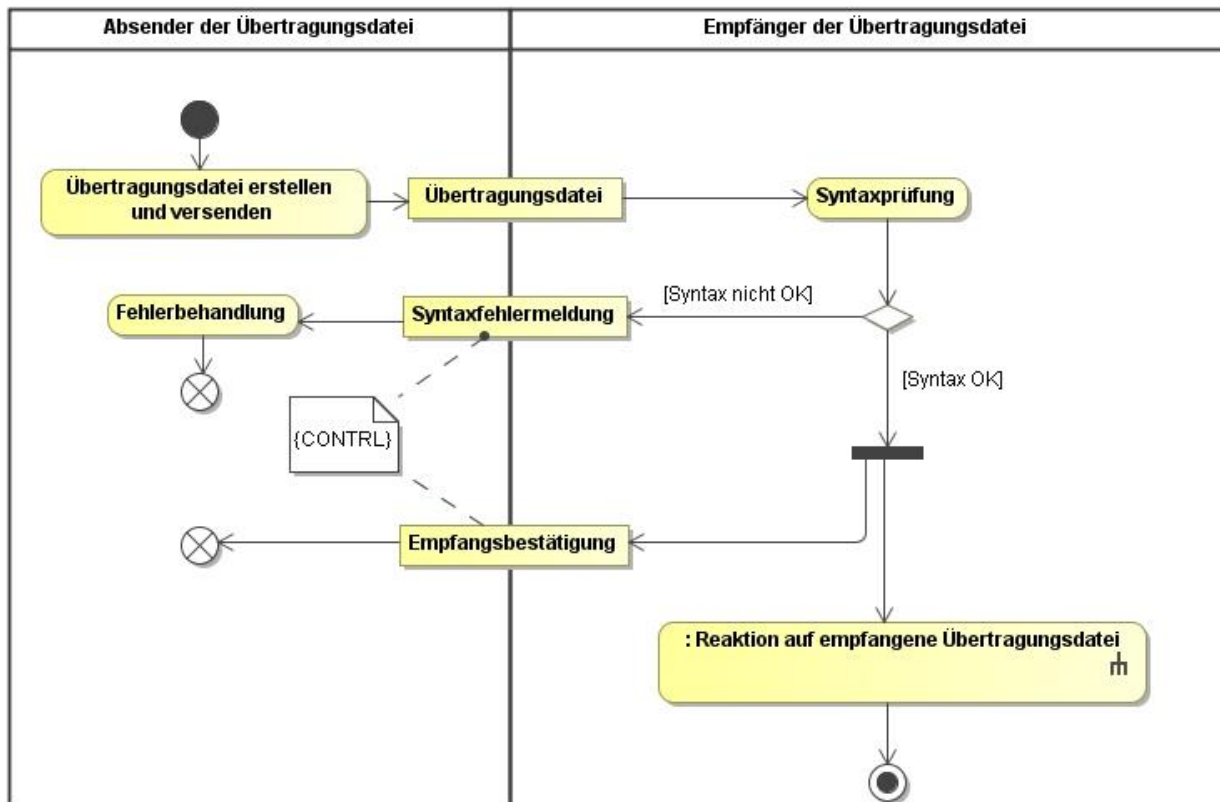 Absender der Übertragungsdatei
Empfänger der Übertragungsdatei
Übertragungsdatei erstellen
und versenden
Übertragungsdatei
Syntaxprüfung
[Syntax nicht OK]
Fehlerbehandlung
Syntaxfehlermeldung
[Syntax OK]
{CONTRL}
Empfangsbestätigung
: Reaktion auf empfangene Übertragungsdatei